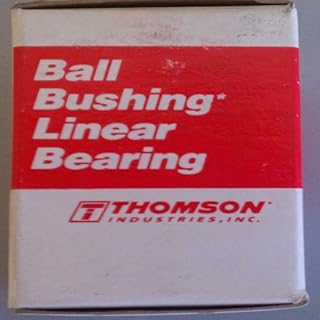 Ball
Bushing*
Linear
Bearing
THOMSON
INDUSTRIES, INC.